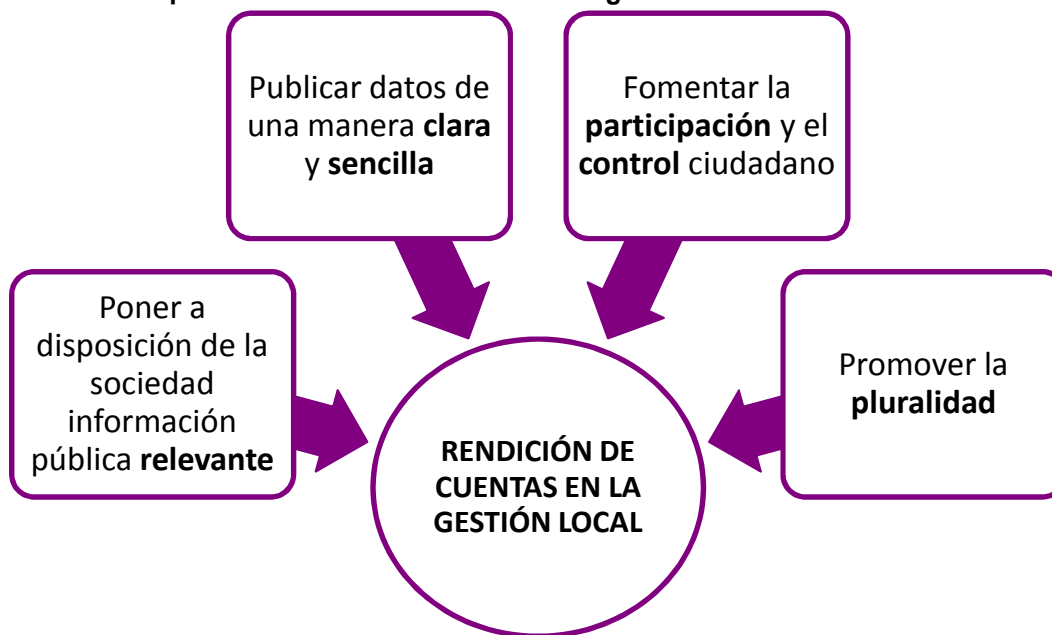 Poner a
disposición de la
sociedad
información
pública relevante
Publicar datos de
una manera clara
y sencilla
Fomentar la
participación y el
control ciudadano
Promover la
pluralidad
RENDICIÓN DE
CUENTAS EN LA
GESTIÓN LOCAL